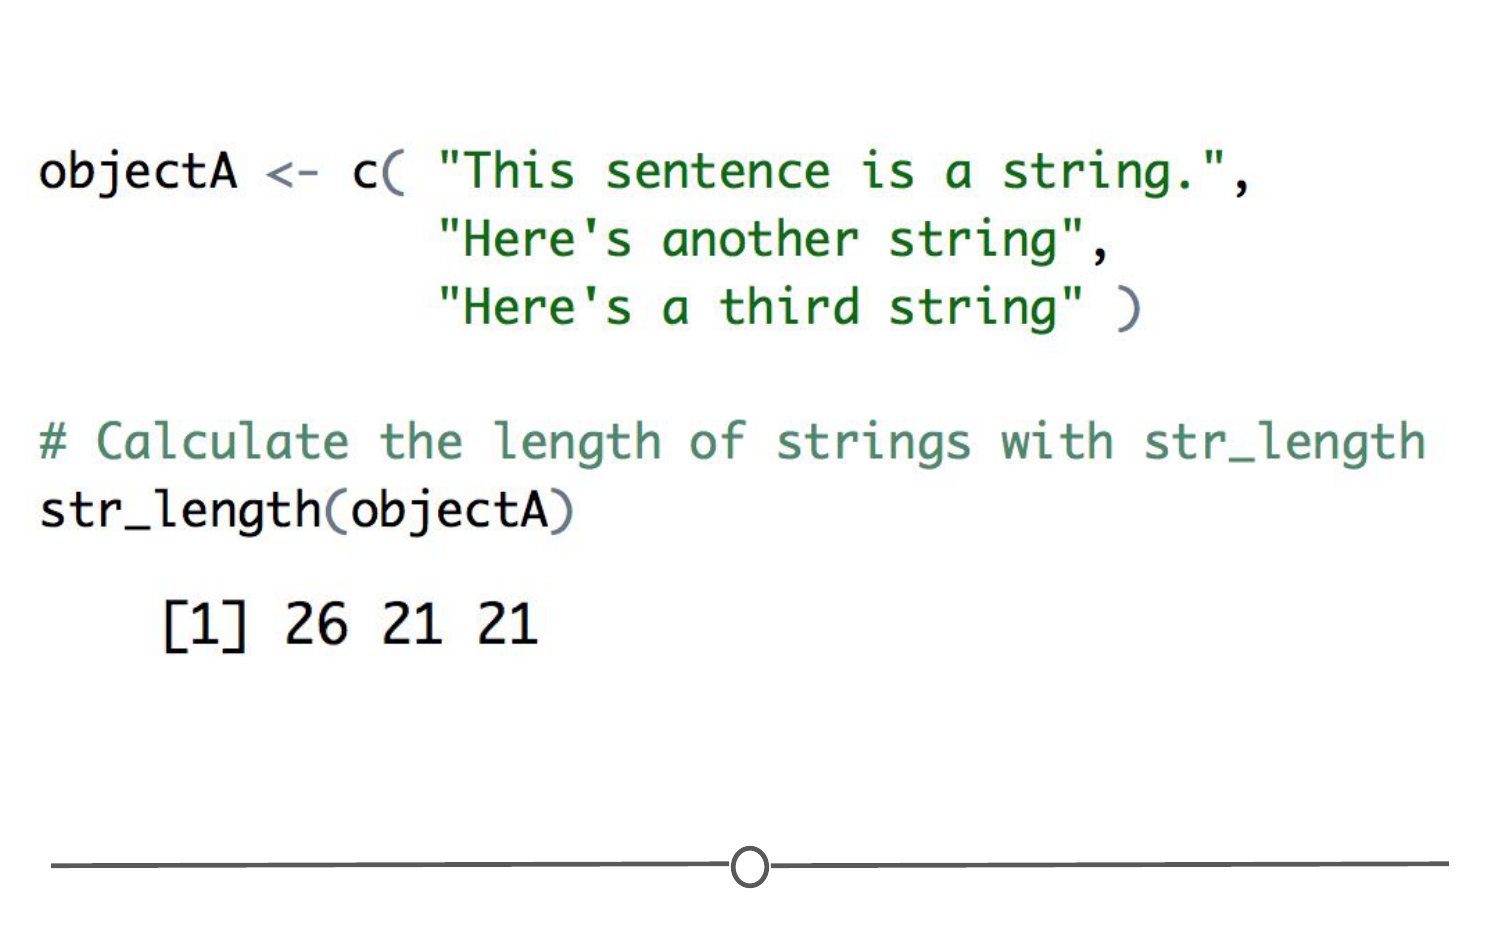 objectA <- c( "This sentence is a string.",
"Here's another string",
"Here's a third string" )
# Calculate the length of strings with str_length
str_length(objectA)
[1] 26 21 21